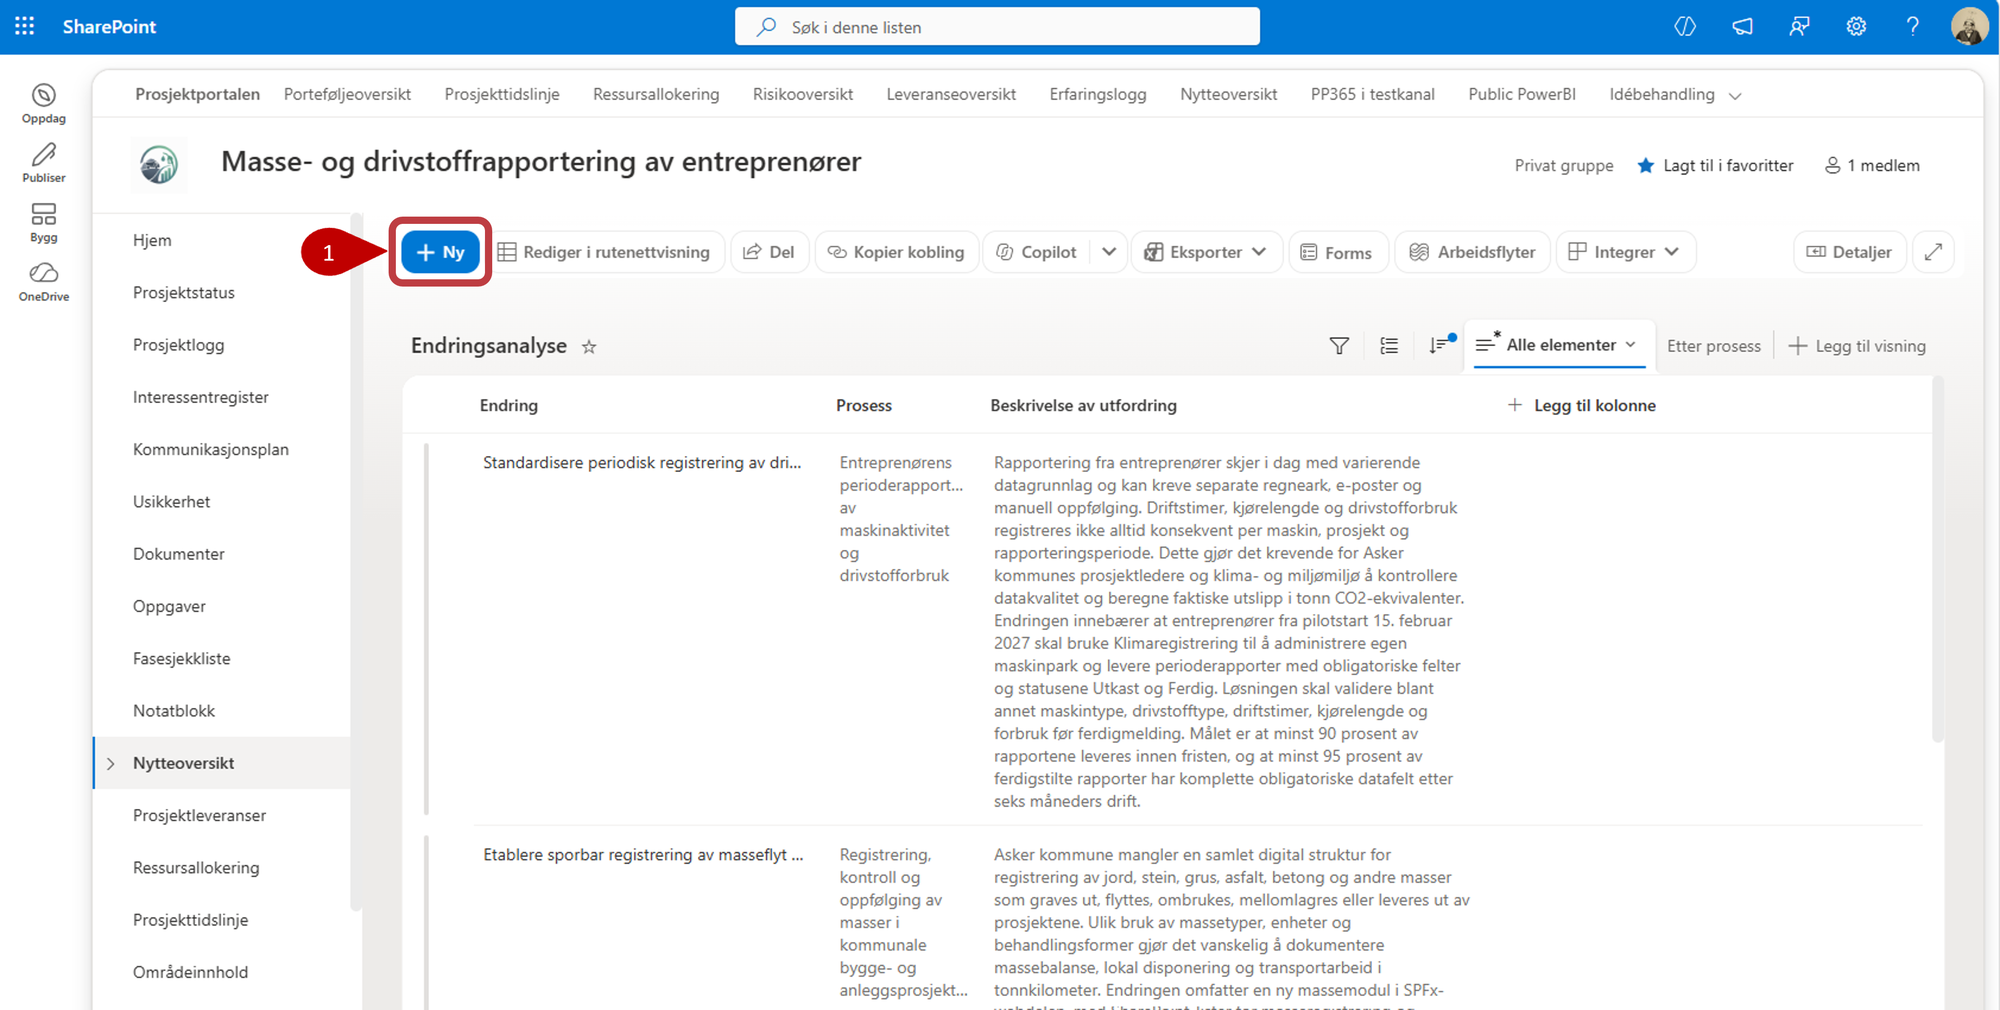 SharePoint
Søk i denne listen
Oppdag
Publiser
Bygg
OneDrive
Prosjektportalen Porteføljeoversikt Prosjekttidslinje Ressursallokering Risikooversikt Leveranseoversikt Erfaringslogg Nytteoversikt PP365 i testkanal Public PowerBI Idébehandling
Masse- og drivstoffrapportering av entreprenører
Privat gruppe Lagt til i favoritter 1 medlem
Hjem
Prosjektstatus
Prosjektlogg
Interessentregister
Kommunikasjonsplan
Usikkerhet
Dokumenter
Oppgaver
Fasesjekkliste
Notatblokk
Nytteoversikt
Prosjektleveranser
Ressursallokering
Prosjekttidslinje
Områdeinnhold
1
+ Ny Rediger i rutenettvisning Del Kopier kobling Copilot Eksporter Forms Arbeidsflyter Integrer Detaljer
Endringsanalyse
Alle elementer Etter prosess + Legg til visning
Endring Prosess Beskrivelse av utfordring + Legg til kolonne
Standardisere periodisk registrering av dri...
Entreprenørens
perioderapport...
av
maskinaktivitet
og
drivstofforbruk
Rapportering fra entreprenører skjer i dag med varierende
datagrunnlag og kan kreve separate regneark, e-poster og
manuell oppfølging. Driftstimer, kjørelengde og drivstofforbruk
registreres ikke alltid konsekvent per maskin, prosjekt og
rapporteringsperiode. Dette gjør det krevende for Asker
kommunes prosjektledere og klima- og miljømiljø å kontrollere
datakvalitet og beregne faktiske utslipp i tonn CO2-ekvivalenter.
Endringen innebærer at entreprenører fra pilotstart 15. februar
2027 skal bruke Klimaregistrering til å administrere egen
maskinpark og levere perioderapporter med obligatoriske felter
og statusene Utkast og Ferdig. Løsningen skal validere blant
annet maskintype, drivstofftype, driftstimer, kjørelengde og
forbruk før ferdigmelding. Målet er at minst 90 prosent av
rapportene leveres innen fristen, og at minst 95 prosent av
ferdigstilte rapporter har komplette obligatoriske datafelt etter
seks måneders drift.
Etablere sporbar registrering av masseflyt ...
Registrering,
kontroll og
oppfølging av
masser i
kommunale
bygge- og
anleggsprosjekt...
Asker kommune mangler en samlet digital struktur for
registrering av jord, stein, grus, asfalt, betong og andre masser
som graves ut, flyttes, ombrukes, mellomlagres eller leveres ut av
prosjektene. Ulik bruk av massetyper, enheter og
behandlingsformer gjør det vanskelig å dokumentere
massebalanse, lokal disponering og transportarbeid i
tonnkilometer. Endringen omfatter en ny massemodul i SPFx-